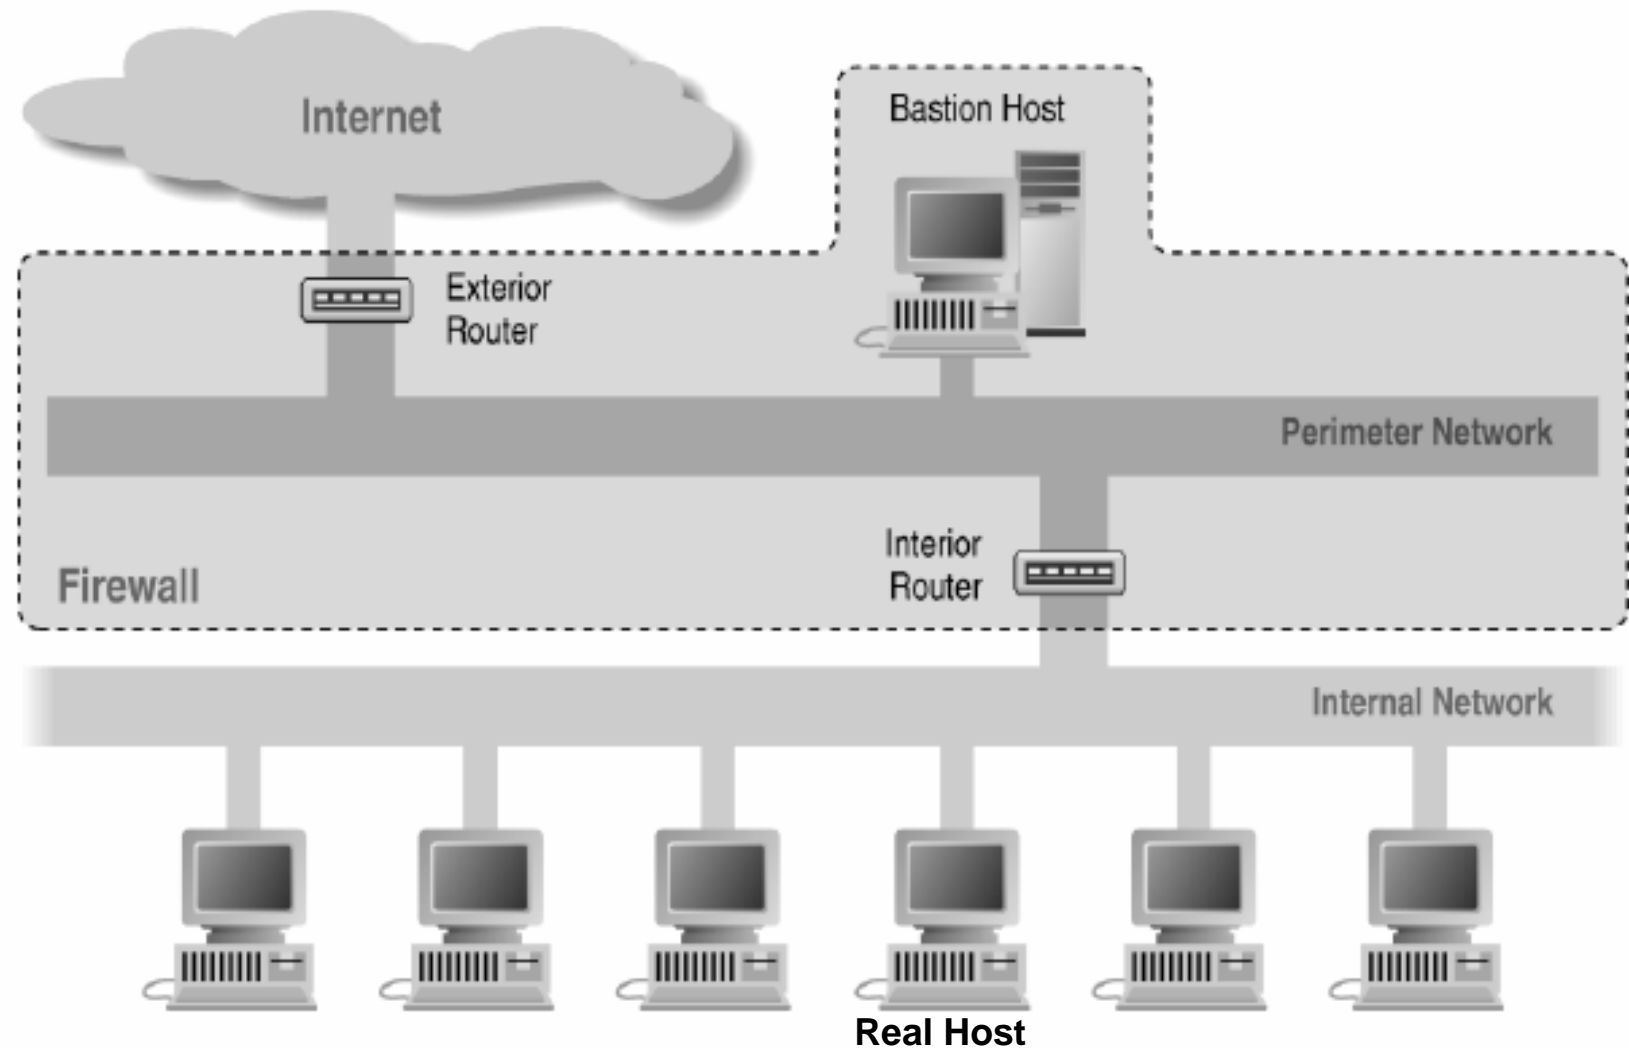 Internet
Bastion Host
Exterior
Router
Perimeter Network
Interior
Router
Firewall
Internal Network
Real Host